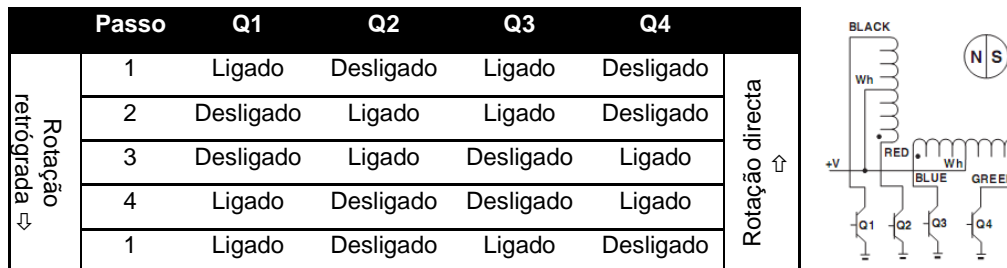 Passo Q1 Q2 Q3 Q4
1 Ligado Desligado Ligado Desligado
2 Desligado Ligado Ligado Desligado
3 Desligado Ligado Desligado Ligado
4 Ligado Desligado Desligado Ligado
1 Ligado Desligado Ligado Desligado
Rotação
retrógrada ⇨
Rotação directa
⇨
BLACK
N S
Wh
RED
Wh
+V
BLUE
Q1 Q2 Q3 Q4